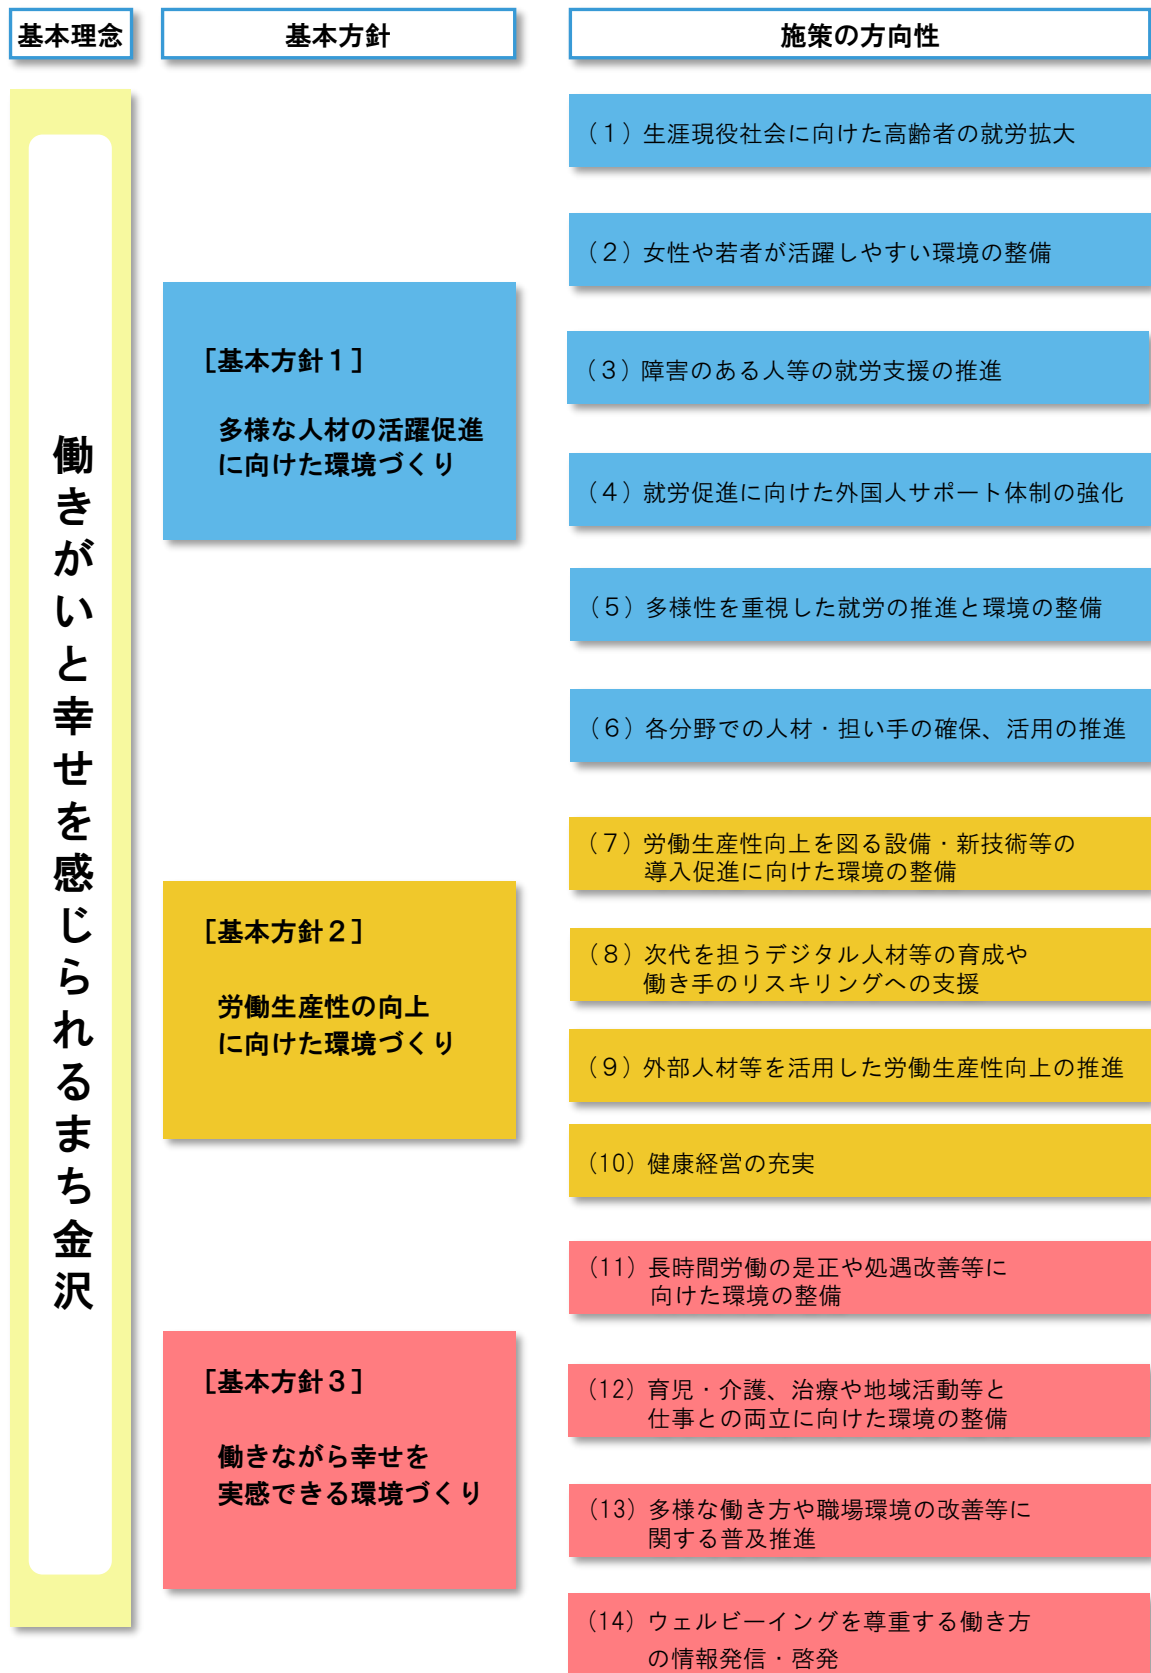 基本理念
基本方針
施策の方向性
働きがいと幸せを感じられるまち金沢
［基本方針１］
多様な人材の活躍促進
に向けた環境づくり
（１）生涯現役社会に向けた高齢者の就労拡大
（２）女性や若者が活躍しやすい環境の整備
（３）障害のある人等の就労支援の推進
（４）就労促進に向けた外国人サポート体制の強化
（５）多様性を重視した就労の推進と環境の整備
（６）各分野での人材・担い手の確保、活用の推進
［基本方針２］
労働生産性の向上
に向けた環境づくり
（７）労働生産性向上を図る設備・新技術等の
導入促進に向けた環境の整備
（８）次代を担うデジタル人材等の育成や
働き手のリスキリングへの支援
（９）外部人材等を活用した労働生産性向上の推進
（10）健康経営の充実
［基本方針３］
働きながら幸せを
実感できる環境づくり
（11）長時間労働の是正や処遇改善等に
向けた環境の整備
（12）育児・介護、治療や地域活動等と
仕事との両立に向けた環境の整備
（13）多様な働き方や職場環境の改善等に
関する普及推進
（14）ウェルビーイングを尊重する働き方
の情報発信・啓発